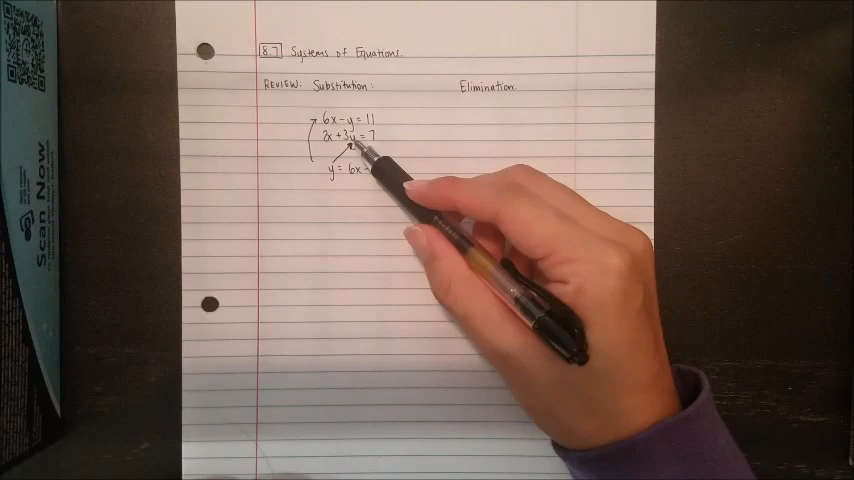 8.7 Systems of Equations.
REVIEW: Substitution: Elimination.
6x - y = 11
2x + 3y = 7
y = 6x -
Scan Now